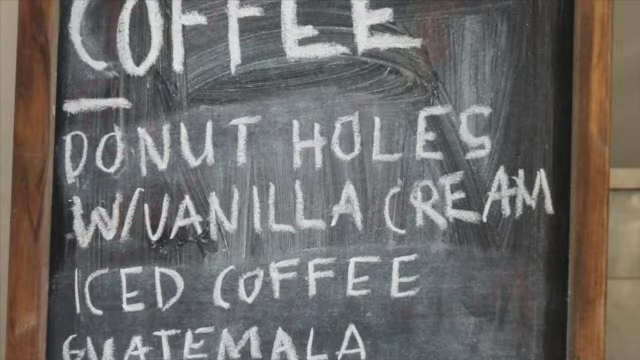 COFFEE
DONUT HOLES
W/VANILLA CREAM
ICED COFFEE
GUATEMALA